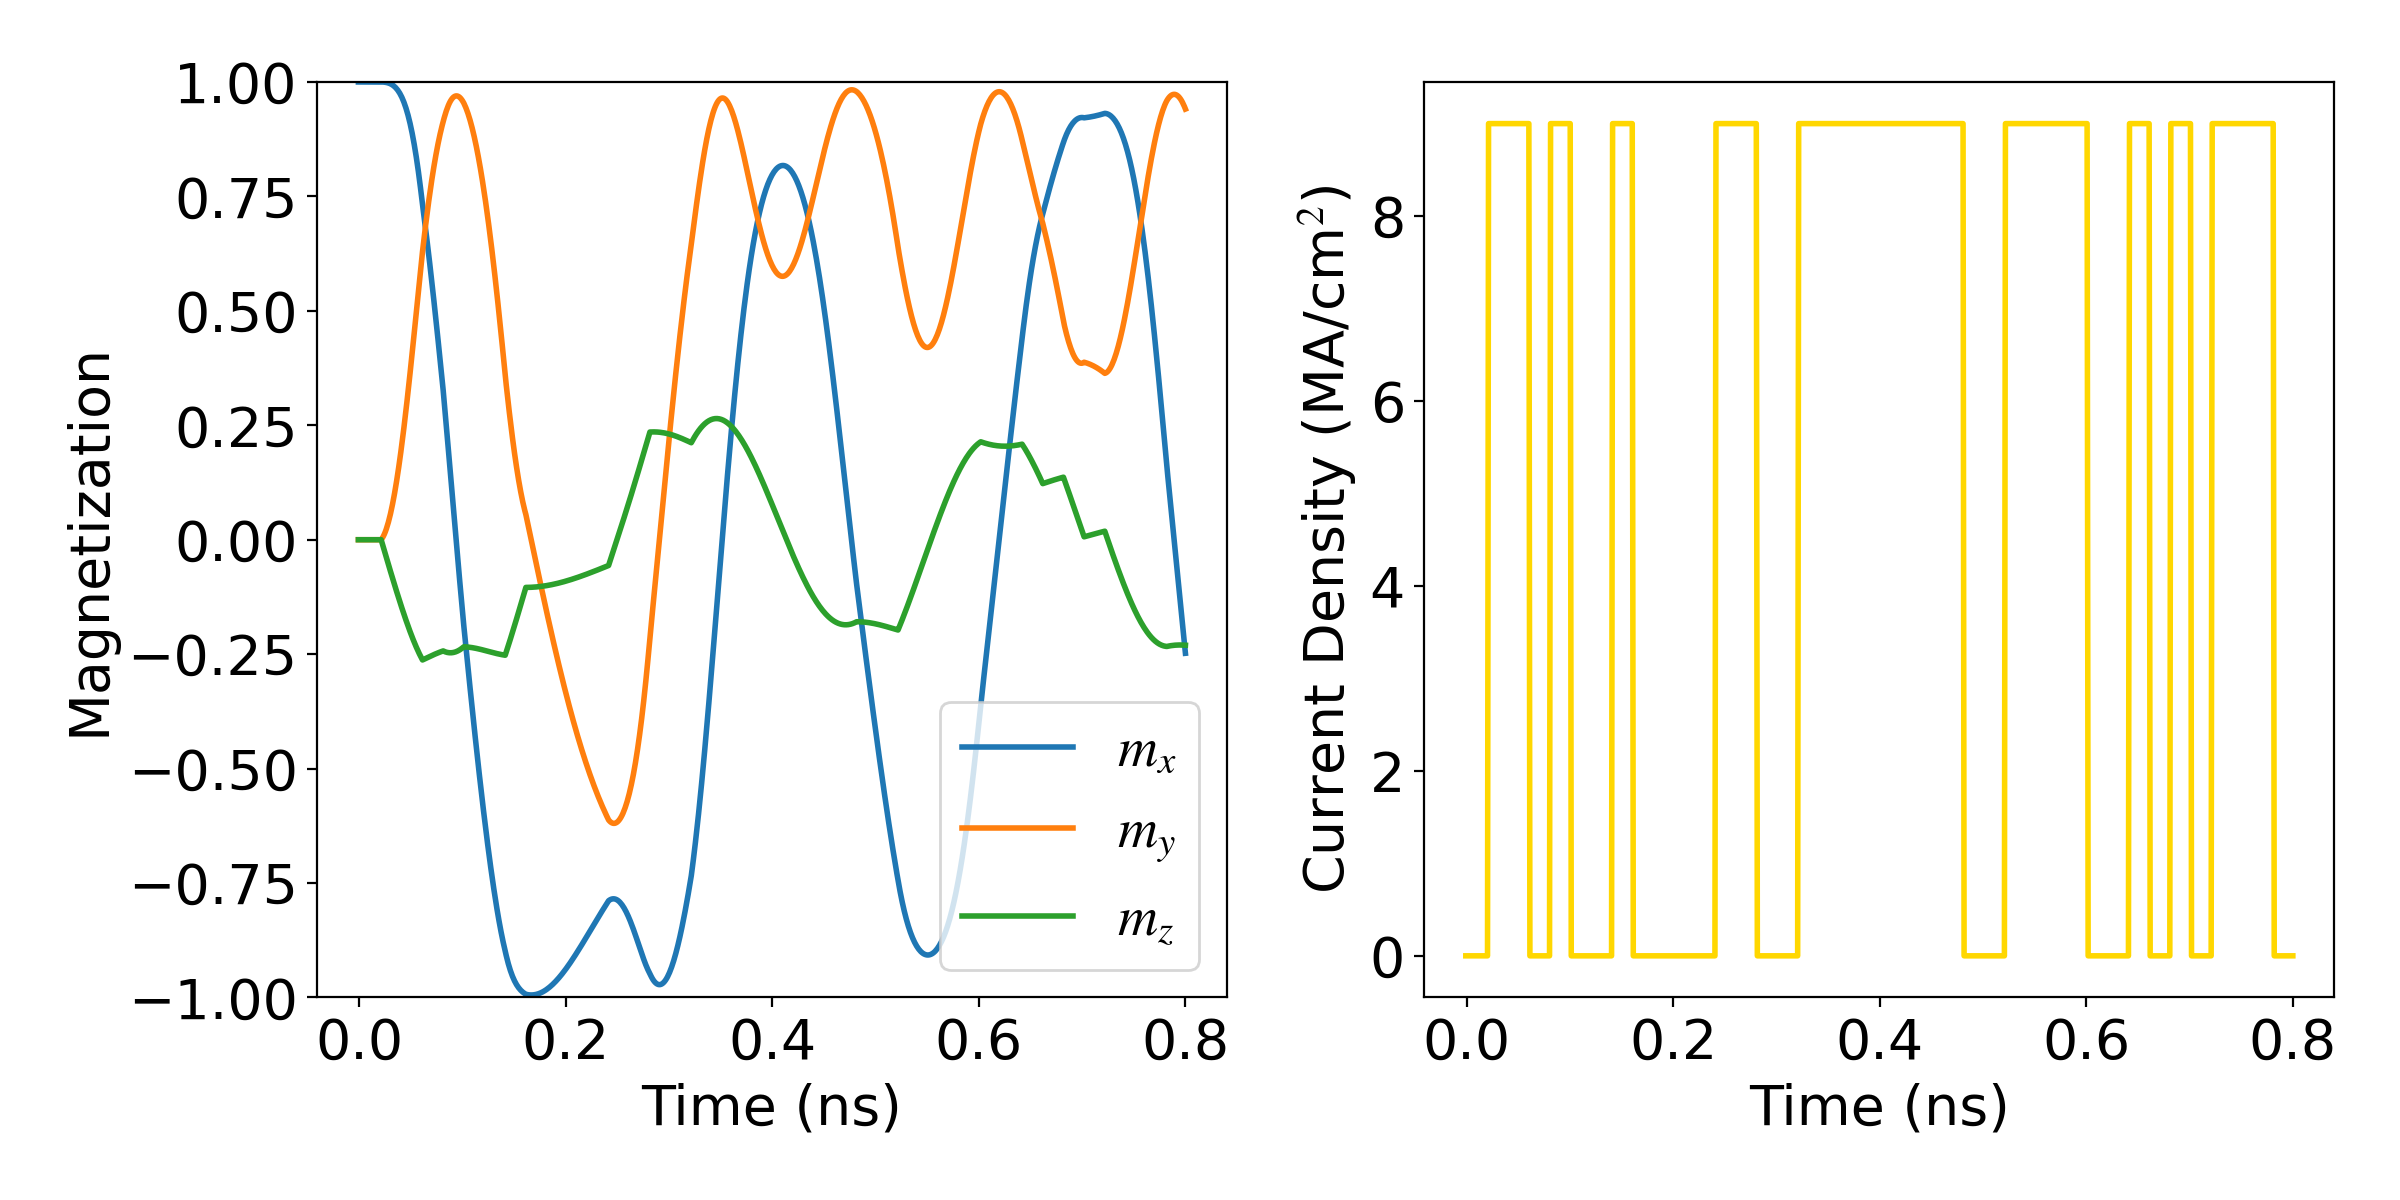 Magnetization
1.00
0.75
0.50
0.25
0.00
−0.25
−0.50
−0.75
−1.00
0.0 0.2 0.4 0.6 0.8
Time (ns)
m_x
m_y
m_z
Current Density (MA/cm²)
8
6
4
2
0
0.0 0.2 0.4 0.6 0.8
Time (ns)